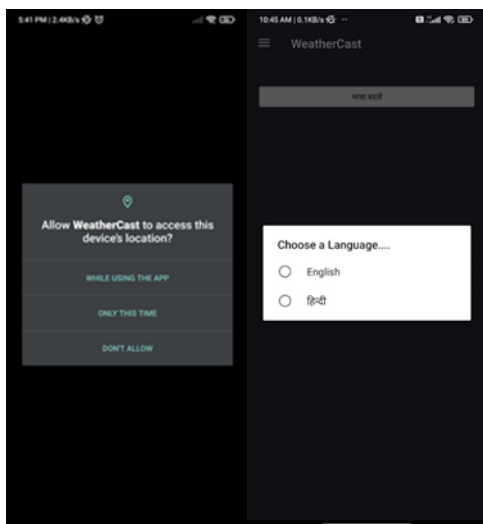 5:41 PM | 2.4KB/s
Allow WeatherCast to access this
device's location?
WHILE USING THE APP
ONLY THIS TIME
DON'T ALLOW
10:45 AM | 0.1KB/s
WeatherCast
भाषा बदलें
Choose a Language....
English
हिन्दी